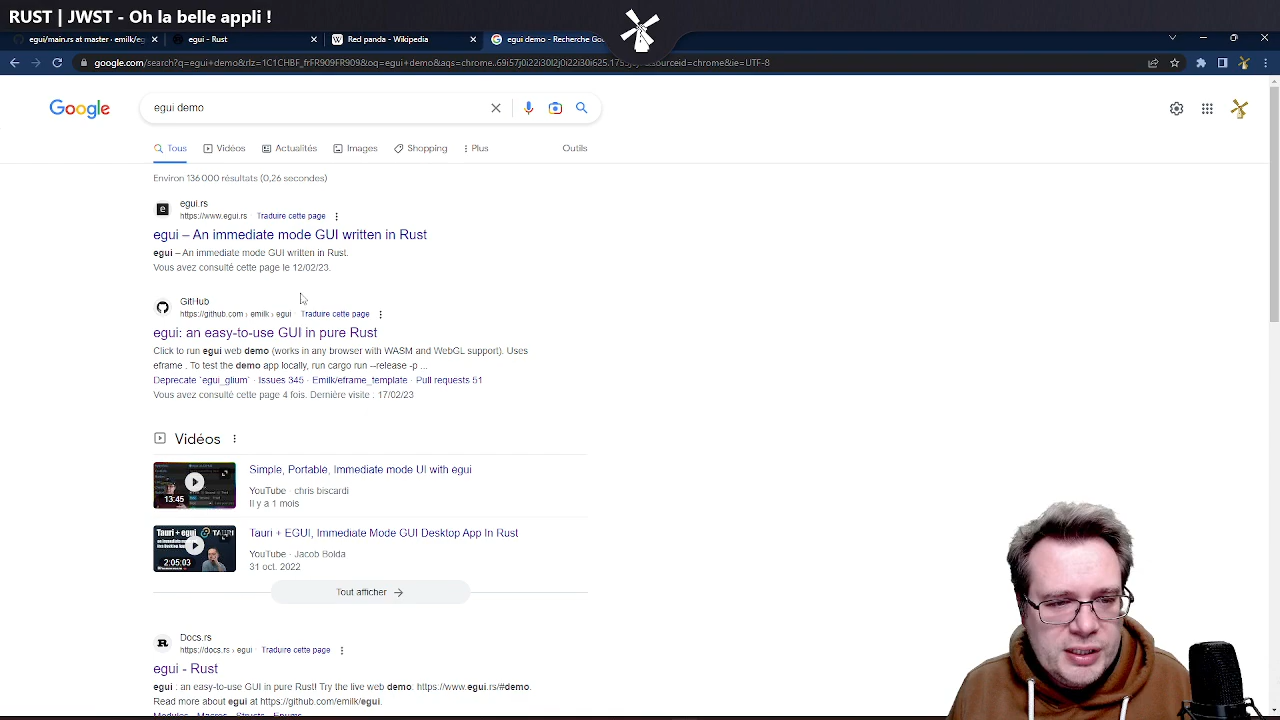 RUST | JWST - Oh la belle appli !
egui/main.rs at master · emilk/eg
egui - Rust
Red panda - Wikipedia
egui demo - Recherche Go
Google
egui demo
Tous
Vidéos
Actualités
Images
Shopping
Plus
Outils
Environ 136 000 résultats (0,26 secondes)
egui.rs
https://www.egui.rs Traduire cette page
egui – An immediate mode GUI written in Rust
egui – An immediate mode GUI written in Rust.
Vous avez consulté cette page le 12/02/23.
GitHub
https://github.com › emilk › egui Traduire cette page
egui: an easy-to-use GUI in pure Rust
Click to run egui web demo (works in any browser with WASM and WebGL support). Uses
eframe . To test the demo app locally, run cargo run --release -p ...
Deprecate `egui_glium` · Issues 345 · Emilk/eframe_template · Pull requests 51
Vous avez consulté cette page 4 fois. Dernière visite : 17/02/23
Vidéos
Simple, Portable, Immediate mode UI with egui
YouTube · chris biscardi
Il y a 1 mois
13:45
Tauri + EGUI, Immediate Mode GUI Desktop App In Rust
YouTube · Jacob Bolda
31 oct. 2022
Tauri + egui
TAURI
2:05:03
Tout afficher
Docs.rs
https://docs.rs › egui Traduire cette page
egui - Rust
egui . an easy-to-use GUI in pure Rust! Try the live web demo: https://www.egui.rs/#demo.
Read more about egui at https://github.com/emilk/egui.
Modules · Macros · Structs · Enums